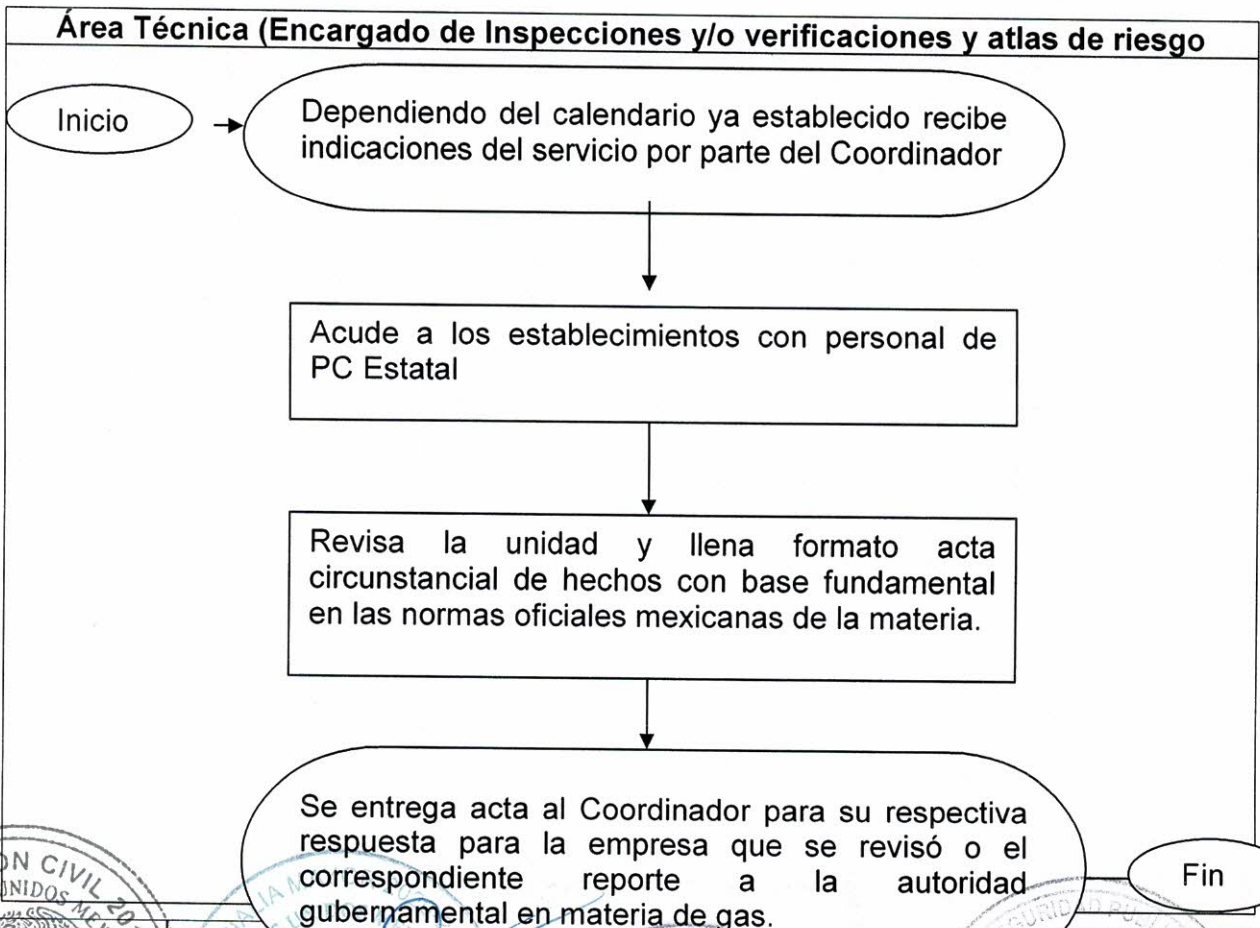 Área Técnica (Encargado de Inspecciones y/o verificaciones y atlas de riesgo
Inicio
Dependiendo del calendario ya establecido recibe
indicaciones del servicio por parte del Coordinador
Acude a los establecimientos con personal de
PC Estatal
Revisa la unidad y llena formato acta
circunstancial de hechos con base fundamental
en las normas oficiales mexicanas de la materia.
Se entrega acta al Coordinador para su respectiva
respuesta para la empresa que se revisó o el
correspondiente reporte a la autoridad
gubernamental en materia de gas.
Fin
CIVIL